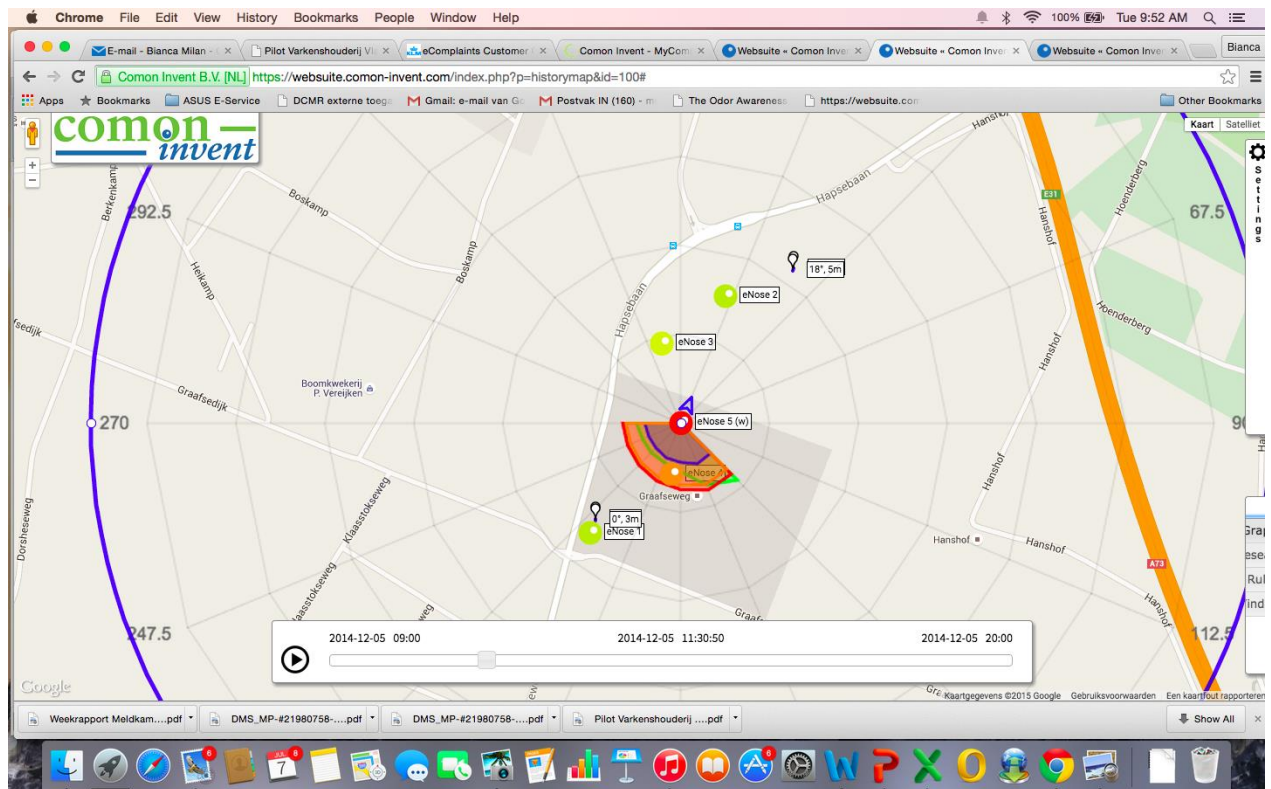 Chrome File Edit View History Bookmarks People Window Help
100% Tue 9:52 AM
E-mail - Bianca Milan -
Pilot Varkenshouderij
eComplaints Customer
Comon Invent - MyCom
Websuite « Comon Inven
Websuite « Comon Inven
Websuite « Comon Inven
Bianca
Comon Invent B.V. [NL] https://websuite.comon-invent.com/index.php?p=historymap&id=100#
Apps Bookmarks ASUS E-Service DCMR externe toega Gmail: e-mail van Go Postvak IN (160) - m The Odor Awareness https://websuite.con Other Bookmarks
comon
invent
Kaart Satelliet
Settings
292.5
67.5
Berkenkamp
Boskamp
Heikamp
Boskamp
Hapsebaan
Hanshof
E31
Hanshof
Hoenderberg
18°, 5m
eNose 2
Hapsebaan
Hoenderberg
eNose 3
Hanshof
Boomkwekerij
P. Vereijken
Graafsedijk
270
eNose 5 (w)
90
eNose 4
Graafseweg
Hanshof
Dorsheseweg
Klaasstokseweg
0°, 3m
eNose 1
Hanshof
Hanshof
A73
Hanshof
247.5
112.5
2014-12-05 09:00 2014-12-05 11:30:50 2014-12-05 20:00
Google
Kaartgegevens ©2015 Google Gebruiksvoorwaarden Een kaartfout rapporteren
Weekrapport Meldkam....pdf DMS_MP-#21980758-....pdf DMS_MP-#21980758-....pdf Pilot Varkenshouderij ....pdf Show All